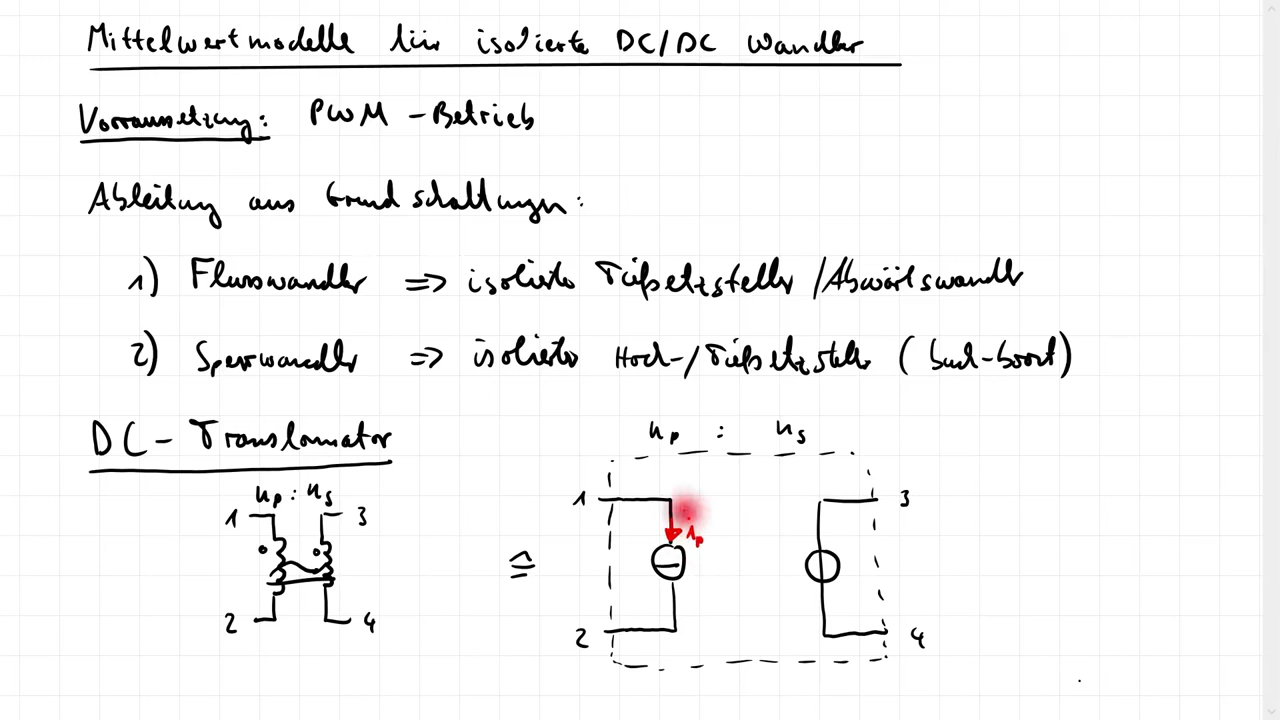 Mittelwertmodelle für isolierte DC/DC Wandler
Vorraussetzung: PWM - Betrieb
Ableitung aus Grundschaltungen:
1) Flusswandler => isolierte Tiefsetzsteller / Abwärtswandler
2) Sperrwandler => isolierter Hoch-/Tiefsetzsteller (buck-boost)
DC - Transformator
np : ns
np : ns
1 3
1 3
ip
≙
2 4
2 4